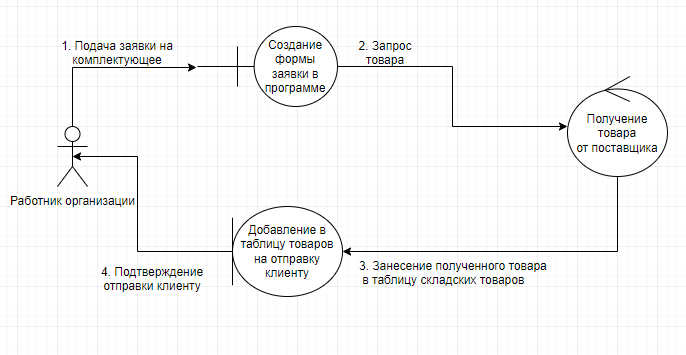 1. Подача заявки на
комплектующее
Создание
формы
заявки в
программе
2. Запрос
товара
Получение
товара
от поставщика
Работник организации
Добавление в
таблицу товаров
на отправку
клиенту
4. Подтверждение
отправки клиенту
3. Занесение полученного товара
в таблицу складских товаров